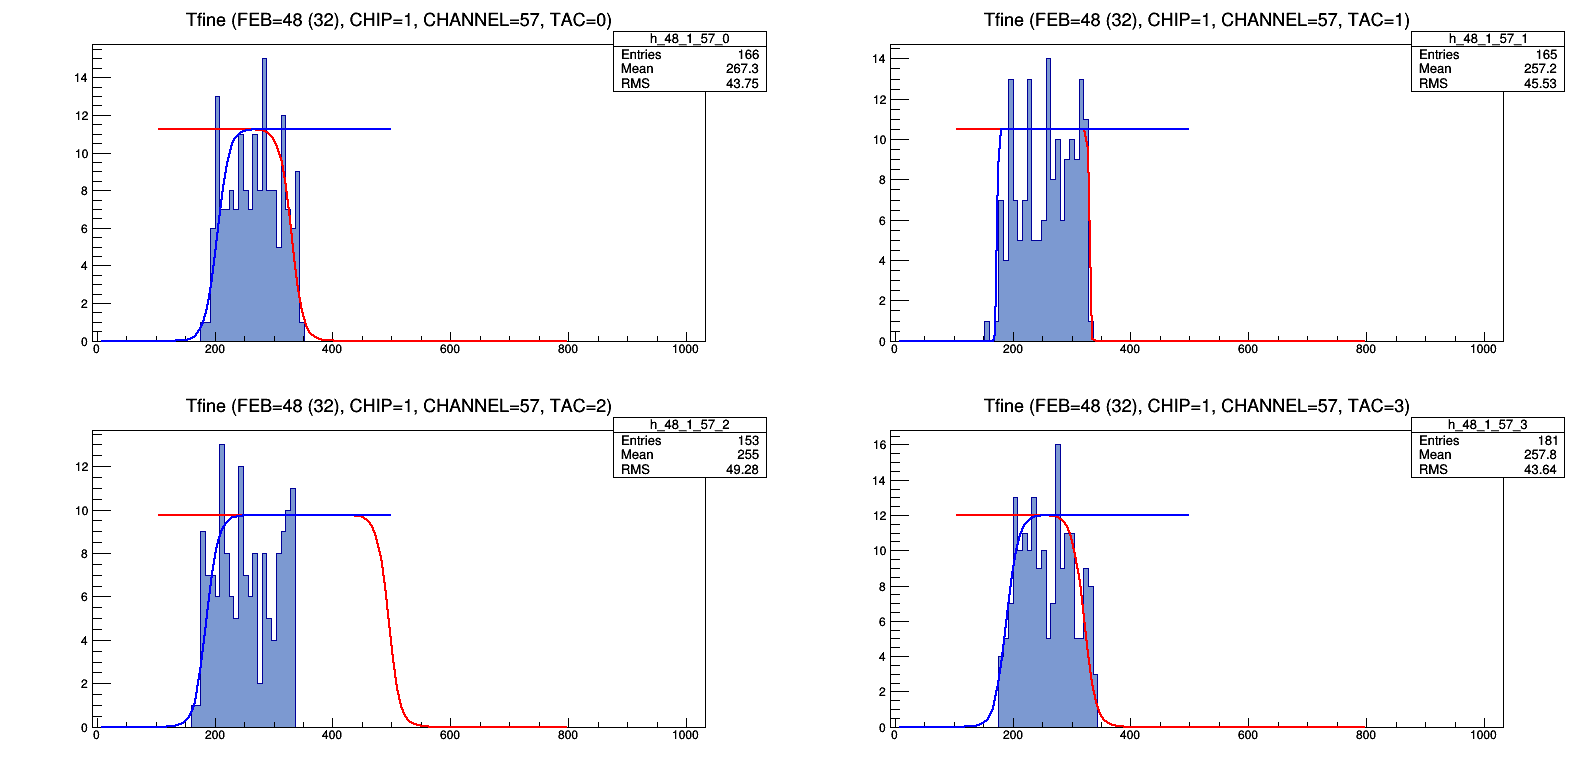 Tfine (FEB=48 (32), CHIP=1, CHANNEL=57, TAC=0)
h_48_1_57_0
Entries 166
Mean 267.3
RMS 43.75
14
12
10
8
6
4
2
0
0 200 400 600 800 1000
Tfine (FEB=48 (32), CHIP=1, CHANNEL=57, TAC=1)
h_48_1_57_1
Entries 165
Mean 257.2
RMS 45.53
14
12
10
8
6
4
2
0
0 200 400 600 800 1000
Tfine (FEB=48 (32), CHIP=1, CHANNEL=57, TAC=2)
h_48_1_57_2
Entries 153
Mean 255
RMS 49.28
12
10
8
6
4
2
0
0 200 400 600 800 1000
Tfine (FEB=48 (32), CHIP=1, CHANNEL=57, TAC=3)
h_48_1_57_3
Entries 181
Mean 257.8
RMS 43.64
16
14
12
10
8
6
4
2
0
0 200 400 600 800 1000